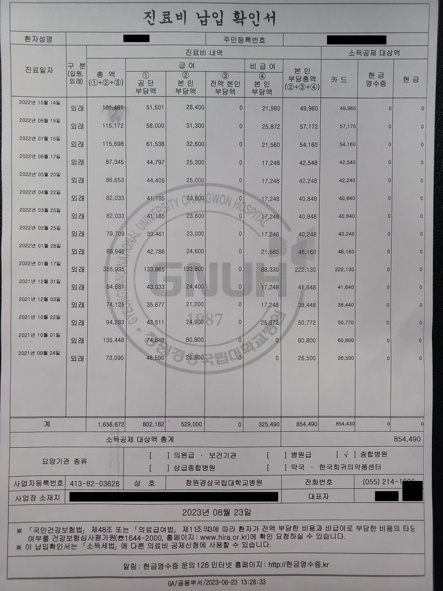 진료비 납입 확인서
환자성명 주민등록번호
진료일자 구분 (입원, 외래) 진료비 내역 소득공제 대상액
총 액 (①+②+③) 급 여 비 급 여 본 인 부담총액 (②+③+④) 카 드 현 금 영수증 현 금
① 공 단 부담액 ② 본 인 부담액 ③ 전액 본인 부담액 ④ 본 인 부담액
2022년 10월 14일 외래 101,461 51,501 28,400 0 21,560 49,960 49,960 0 0
외래 115,172 58,000 31,300 0 25,872 57,172 57,170 0 0
2022년 07월 15일 외래 115,698 61,538 32,600 0 21,560 54,160 54,160 0 0
2022년 06월 17일 외래 87,345 44,797 25,300 0 17,248 42,548 42,540 0 0
2022년 05월 20일 외래 86,653 44,405 25,000 0 17,248 42,248 42,240 0 0
2022년 04월 22일 외래 82,033 41,185 23,600 0 17,248 40,848 40,840 0 0
2022년 03월 25일 외래 82,033 41,185 23,600 0 17,248 40,848 40,840 0 0
2022년 02월 25일 외래 79,709 39,461 23,000 0 17,248 40,248 40,240 0 0
2022년 01월 28일 외래 88,946 42,786 24,600 0 21,560 46,160 46,160 0 0
2022년 01월 17일 외래 355,995 133,865 133,800 0 88,330 222,130 222,130 0 0
2021년 12월 31일 외래 84,681 43,033 24,400 0 17,248 41,648 41,640 0 0
2021년 12월 03일 외래 74,125 35,677 21,200 0 17,248 38,448 38,440 0 0
2021년 10월 22일 외래 94,283 43,511 24,900 0 25,872 50,772 50,770 0 0
2021년 10월 01일 외래 135,448 74,648 60,800 0 0 60,800 60,800 0 0
2021년 09월 24일 외래 73,090 46,590 26,500 0 0 26,500 26,500 0 0
GNUH
1987
GYEONGSANG NATIONAL UNIVERSITY CHANGWON HOSPITAL
창원경상국립대학교병원
계 1,656,672 802,182 529,000 0 325,490 854,490 854,430 0 0
소득공제 대상액 총계 854,490
요양기관 종류 [ ] 의원급 · 보건기관 [ ] 병원급 [ √ ] 종합병원
[ ] 상급종합병원 [ ] 약국 · 한국희귀의약품센터
사업자등록번호 413-82-03626 상 호 창원경상국립대학교병원 전화번호 (055) 214-
사업장 소재지 대표자
2023년 08월 23일
※ 「국민건강보험법」 제48조 또는 「의료급여법」 제11조의3에 따라 환자가 전액 부담한 비용과 비급여로 부담한 비용의 타당
여부를 건강보험심사평가원(☎1644-2000, 홈페이지 : www.hira.or.kr)에 확인 요청하실 수 있습니다.
※ 이 납입확인서는 「소득세법」에 따른 의료비 공제신청에 사용할 수 있습니다.
알림 : 현금영수증 문의 126 인터넷 홈페이지 : http://현금영수증.kr
/공용부서/2023-08-23 13:28:33